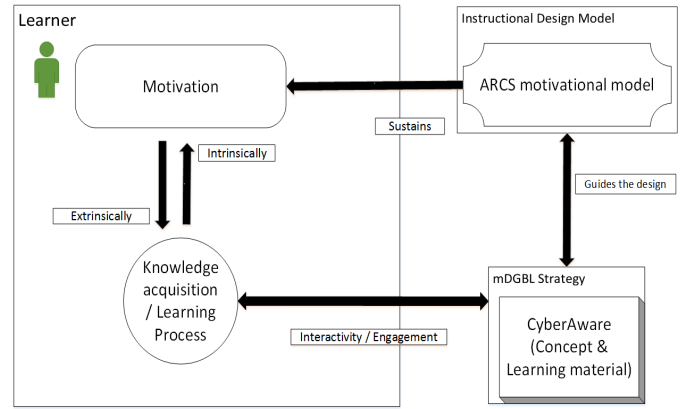 Learner
Instructional Design Model
Motivation
ARCS motivational model
Sustains
Intrinsically
Guides the design
Extrinsically
Knowledge
acquisition
/ Learning
Process
mDGBL Strategy
Interactivity / Engagement
CyberAware
(Concept &
Learning material)